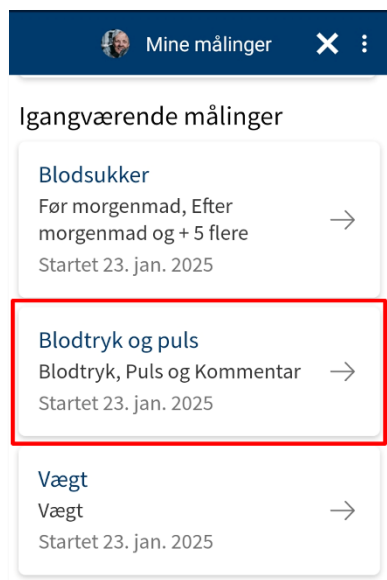 Mine målinger
Igangværende målinger
Blodsukker
Før morgenmad, Efter
morgenmad og + 5 flere
Startet 23. jan. 2025
Blodtryk og puls
Blodtryk, Puls og Kommentar
Startet 23. jan. 2025
Vægt
Vægt
Startet 23. jan. 2025